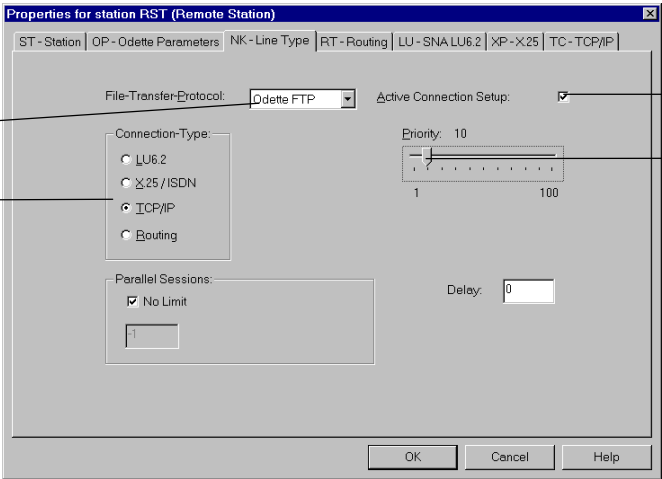 Properties for station RST (Remote Station)
ST - Station OP - Odette Parameters NK - Line Type RT - Routing LU - SNA LU6.2 XP - X.25 TC - TCP/IP
File-Transfer-Protocol: Odette FTP Active Connection Setup:
Connection-Type:
LU6.2
X.25 / ISDN
TCP/IP
Routing
Priority: 10
1 100
Parallel Sessions:
No Limit
-1
Delay: 0
OK Cancel Help